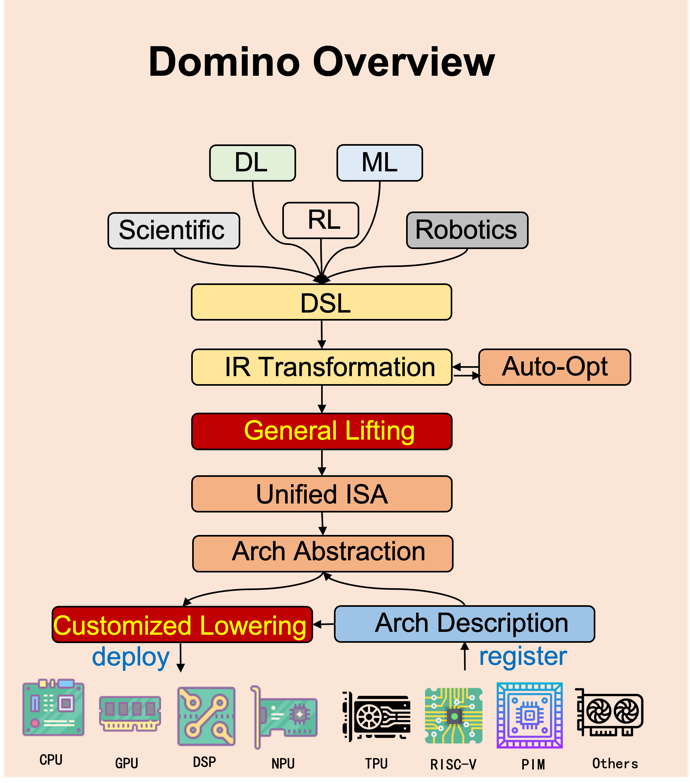 Domino Overview
DL
ML
RL
Scientific
Robotics
DSL
IR Transformation
Auto-Opt
General Lifting
Unified ISA
Arch Abstraction
Customized Lowering
Arch Description
deploy
register
CPU
GPU
DSP
NPU
TPU
RISC-V
PIM
Others